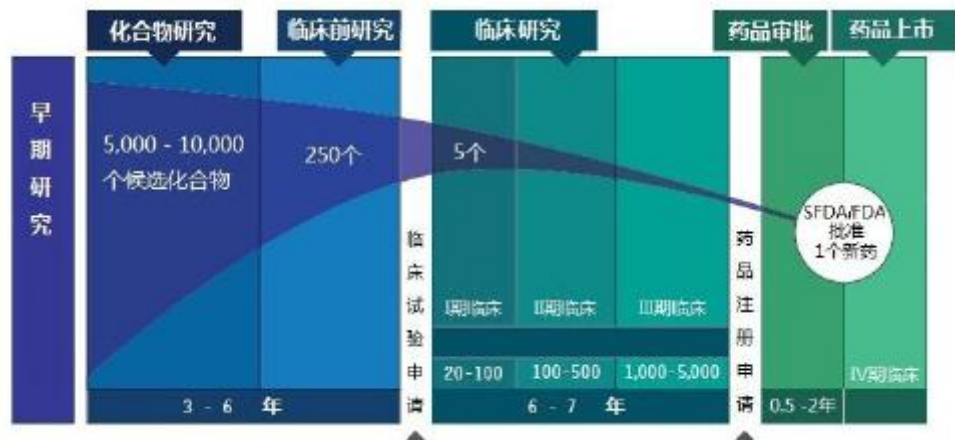 化合物研究
临床前研究
临床研究
药品审批
药品上市
早期研究
5,000 - 10,000
个候选化合物
250个
5个
临床试验申请
药品注册申请
SFDA/FDA
批准
1个新药
I期临床
II期临床
III期临床
IV期临床
20-100
100-500
1,000-5,000
3 - 6 年
6 - 7 年
0.5 -2年